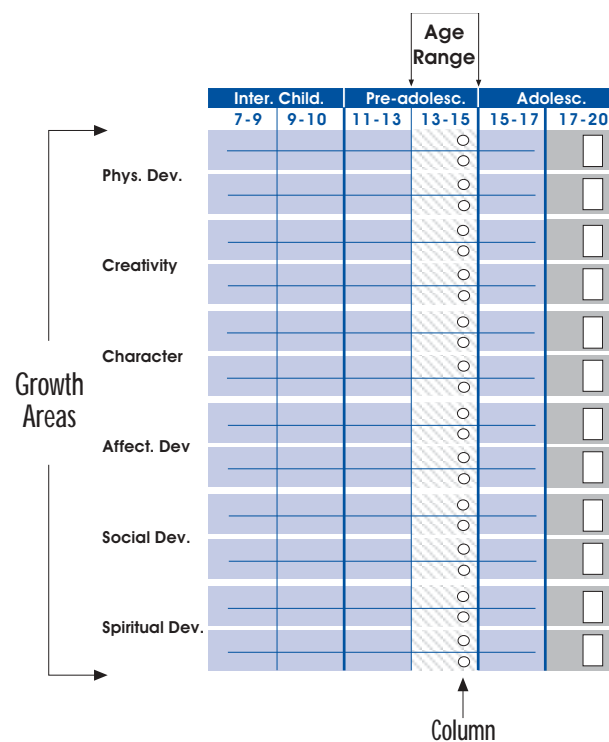 Age
Range
Inter. Child. Pre-adolesc. Adolesc.
7-9 9-10 11-13 13-15 15-17 17-20
Phys. Dev.
Creativity
Character
Growth
Areas
Affect. Dev
Social Dev.
Spiritual Dev.
Column